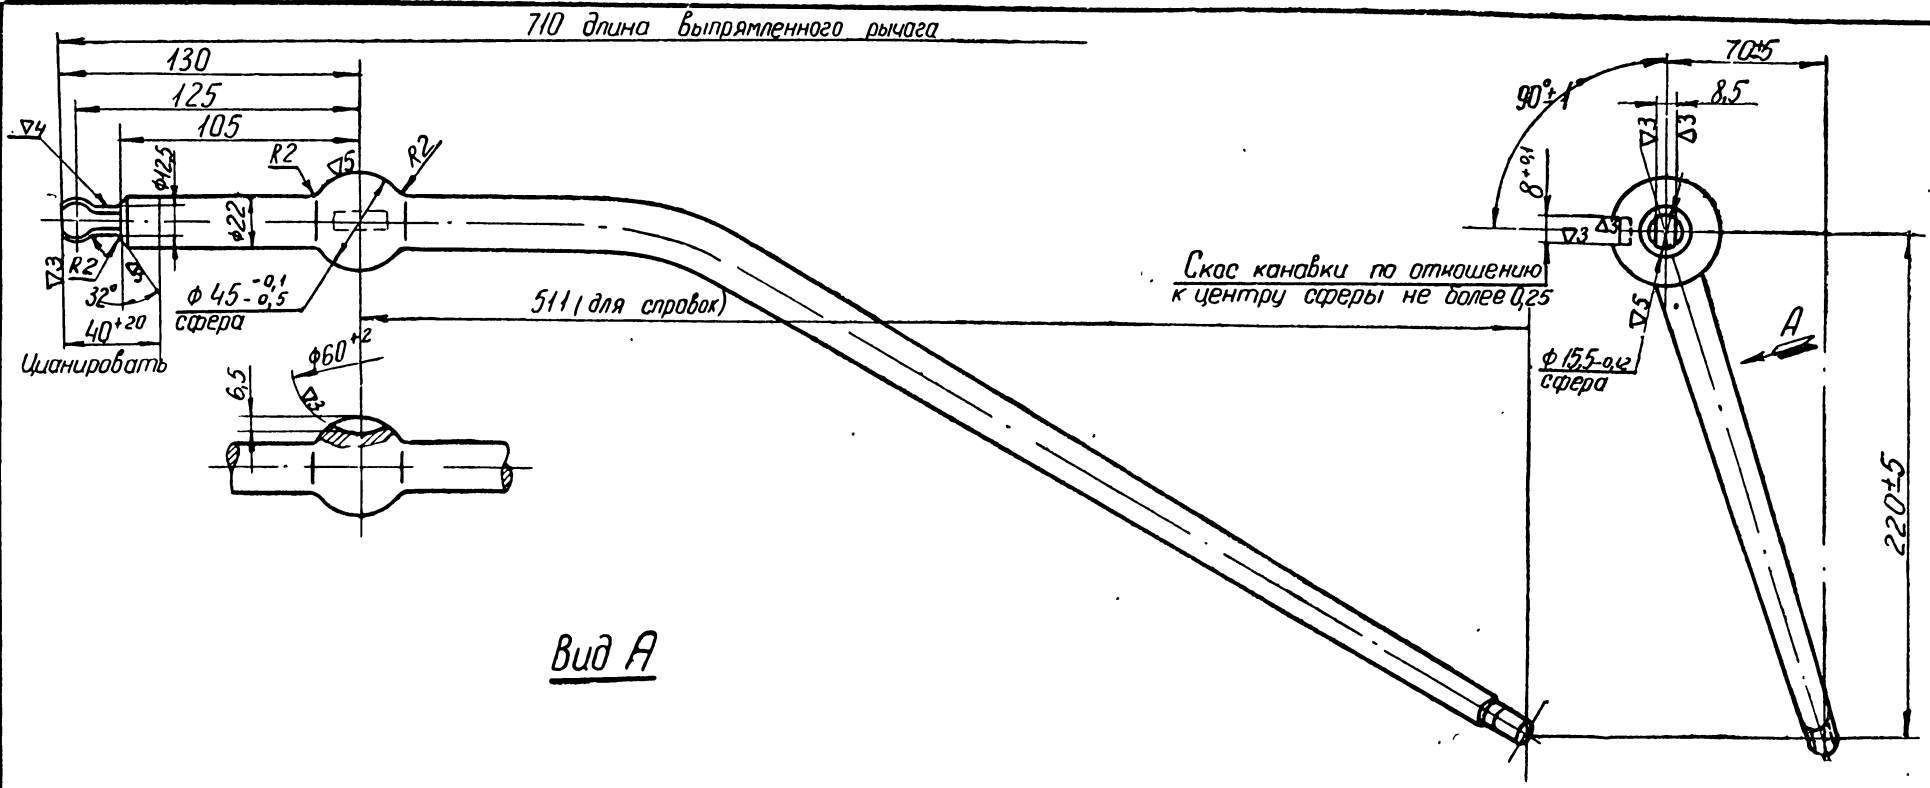 710 длина выпрямленного рычага
130
125
105
70±5
8,5
90°±1
▽4
φ12,5
R2
▽5
R2
▽3
▽3
8+0,1
φ22
▽3
▽3
▽3
R2
32°
φ45-0,1-0,5
сфера
40+20
Цианировать
511 (для справок)
Скос канавки по отношению
к центру сферы не более 0,25
▽5
А
φ15,5-0,12
сфера
φ60+2
6,5
▽3
220±5
Вид А